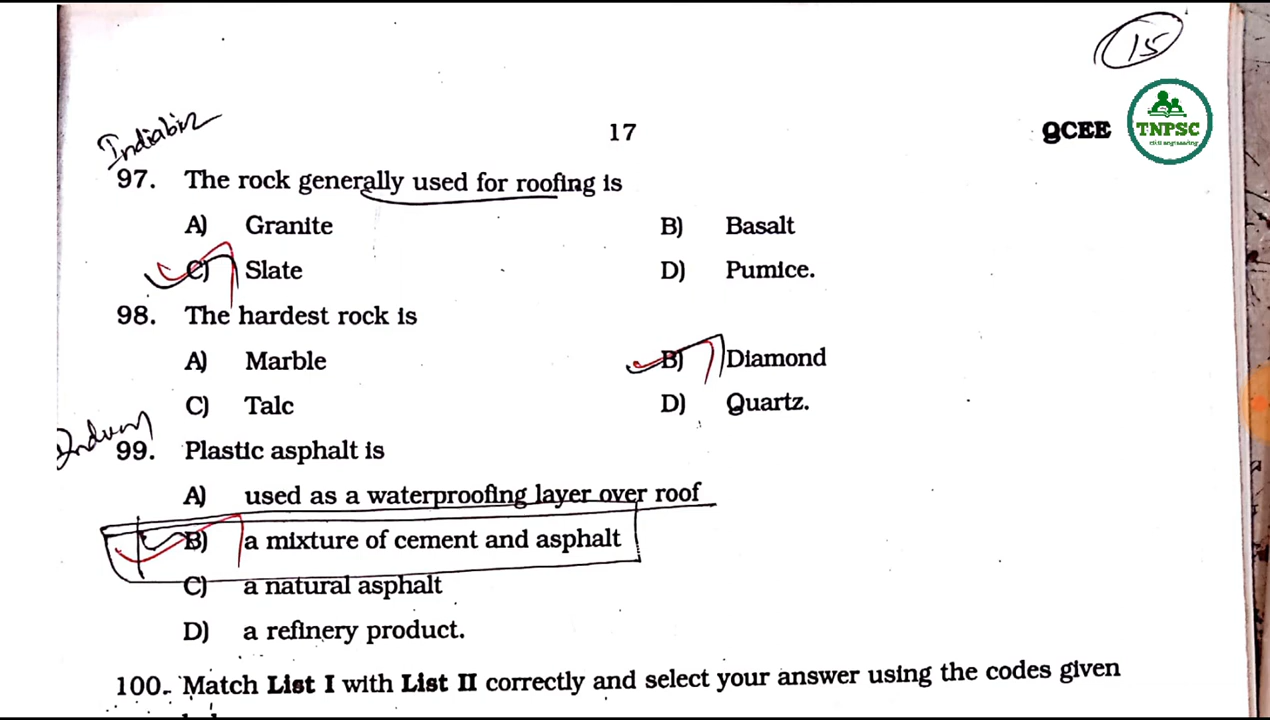 15
Indiabix
17
QCEE
TNPSC
civil engineering
97. The rock generally used for roofing is
A) Granite
B) Basalt
C) Slate
D) Pumice.
98. The hardest rock is
A) Marble
B) Diamond
C) Talc
D) Quartz.
99. Plastic asphalt is
A) used as a waterproofing layer over roof
B) a mixture of cement and asphalt
C) a natural asphalt
D) a refinery product.
100. Match List I with List II correctly and select your answer using the codes given